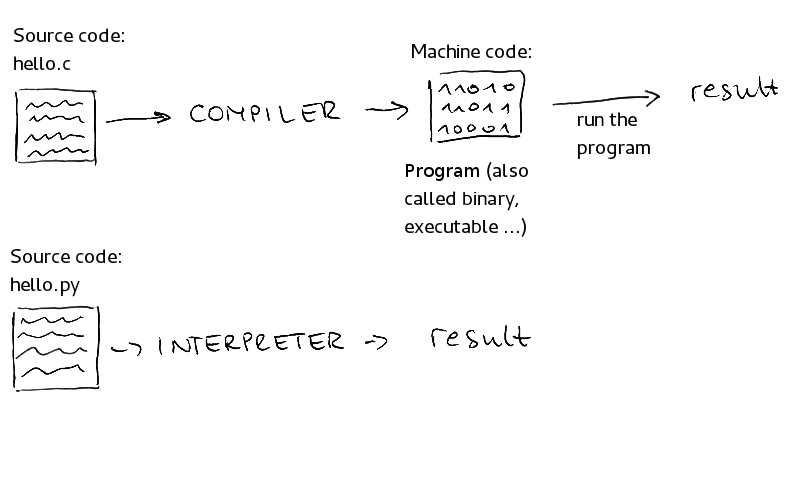 Source code:
hello.c
COMPILER
Machine code:
11010
11011
10001
Program (also
called binary,
executable ...)
run the
program
result
Source code:
hello.py
INTERPRETER
result